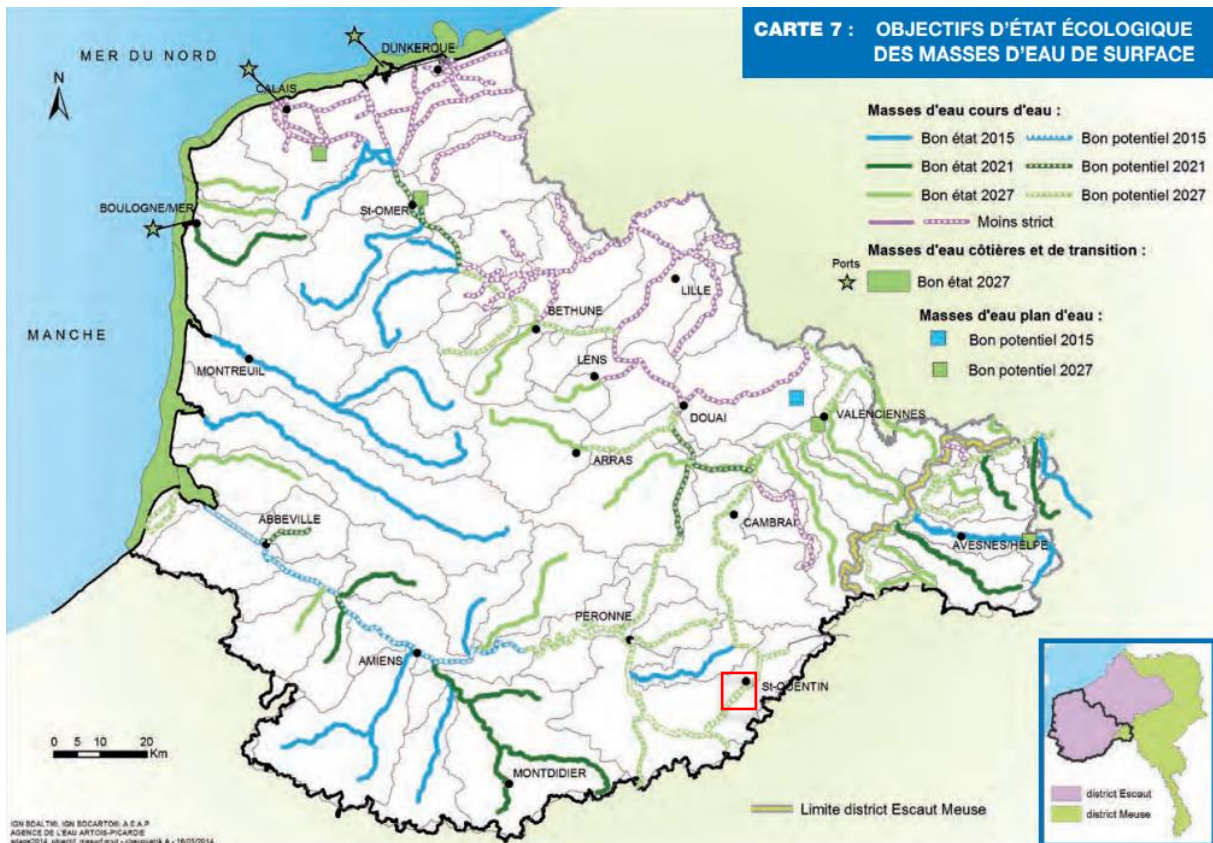 CARTE 7 : OBJECTIFS D'ÉTAT ÉCOLOGIQUE
DES MASSES D'EAU DE SURFACE
MER DU NORD
DUNKERQUE
N
CALAIS
Masses d'eau cours d'eau :
Bon état 2015
Bon potentiel 2015
Bon état 2021
Bon potentiel 2021
Bon état 2027
Bon potentiel 2027
Moins strict
BOULOGNE/MER
St-OMER
Masses d'eau côtières et de transition :
Ports
Bon état 2027
LILLE
BETHUNE
Masses d'eau plan d'eau :
MANCHE
Bon potentiel 2015
MONTREUIL
LENS
Bon potentiel 2027
DOUAI
VALENCIENNES
ARRAS
ABBEVILLE
CAMBRAI
AVESNES/HELPE
PERONNE
AMIENS
St-QUENTIN
0 5 10 20
Km
MONTDIDIER
district Escaut
district Meuse
Limite district Escaut Meuse
AGENCE DE L'EAU ARTOIS-PICARDIE